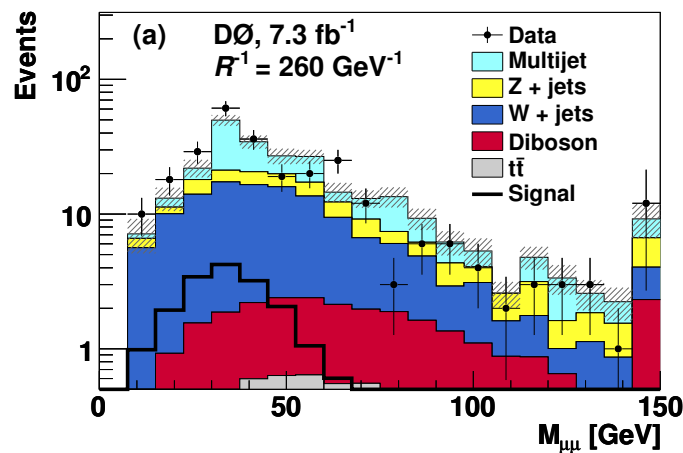 Events
10²
10
1
(a) DØ, 7.3 fb⁻¹
R⁻¹ = 260 GeV⁻¹
Data
Multijet
Z + jets
W + jets
Diboson
tt̄
Signal
0 50 100 150
M_μμ [GeV]